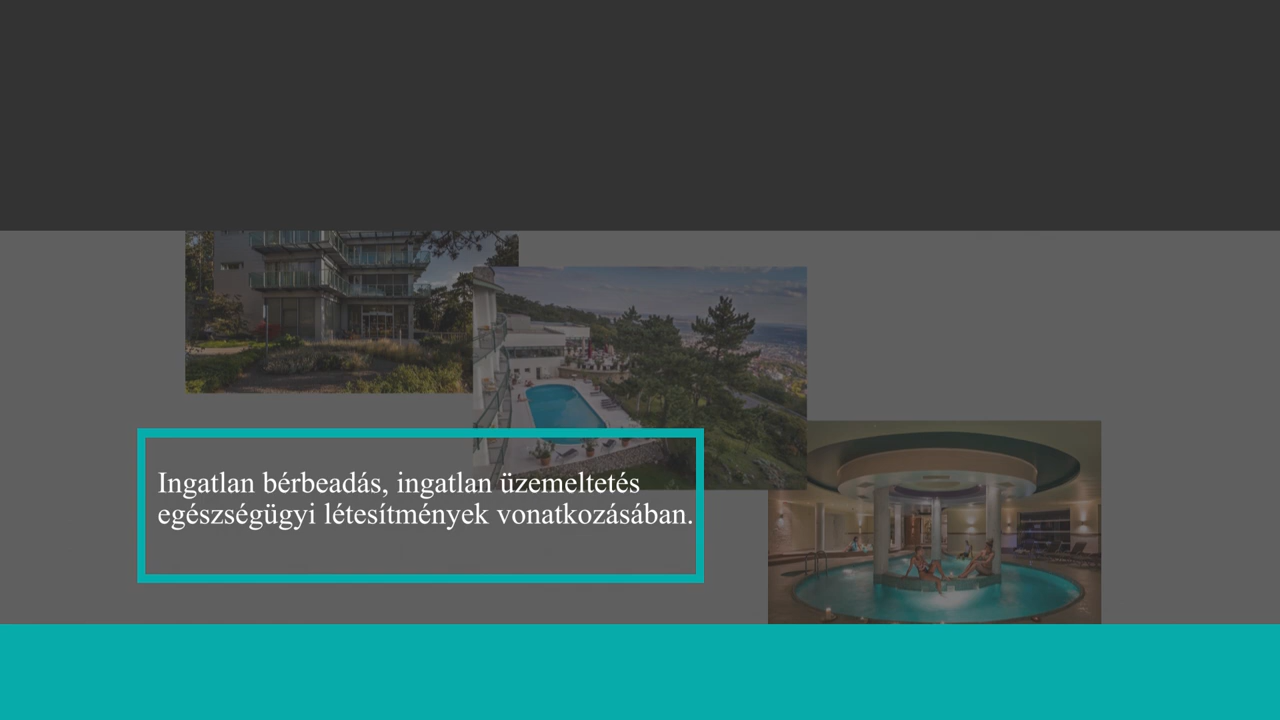 Ingatlan bérbeadás, ingatlan üzemeltetés
egészségügyi létesítmények vonatkozásában.